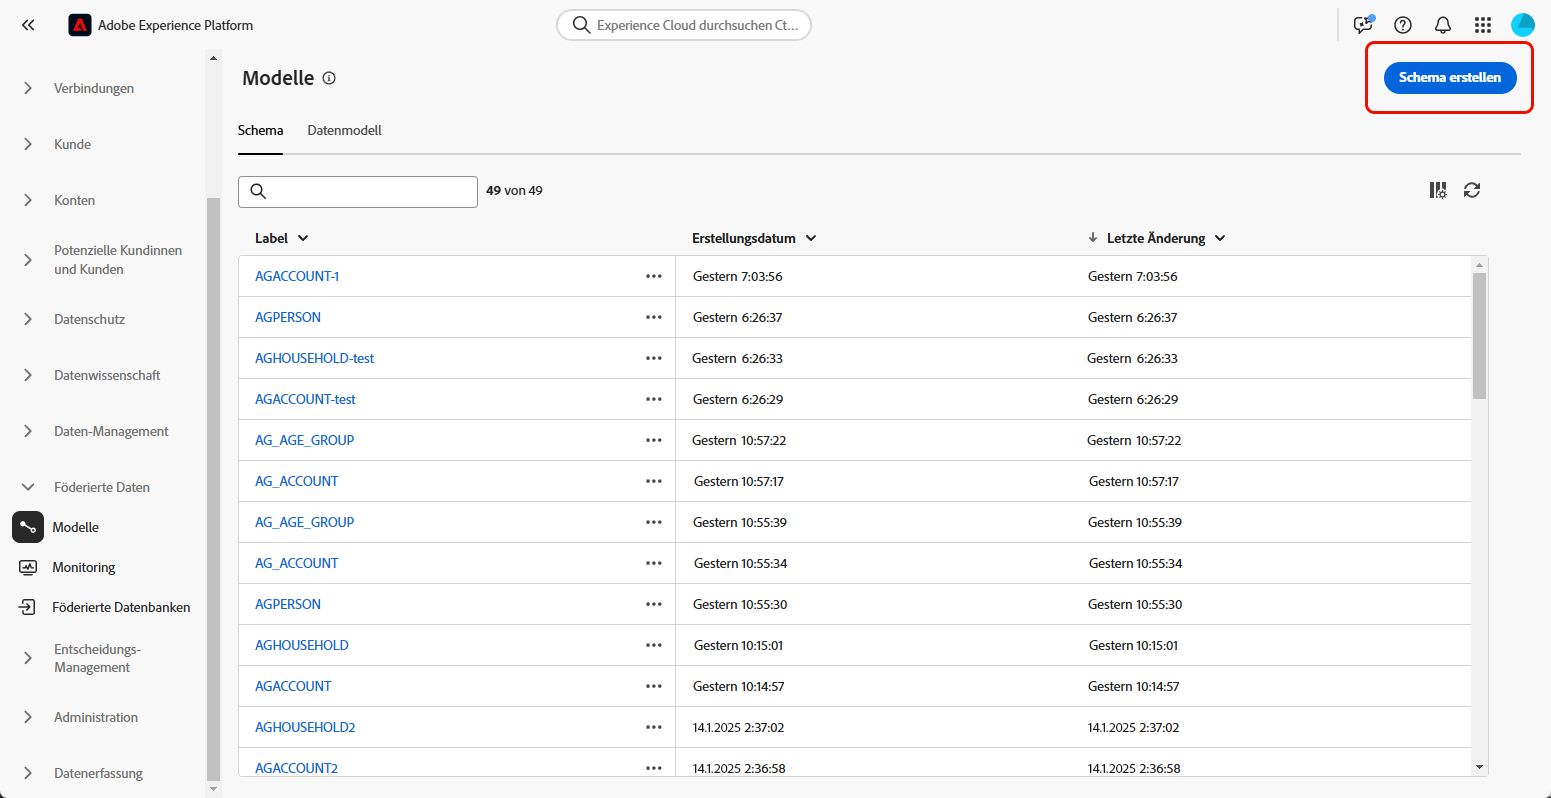 Adobe Experience Platform
Experience Cloud durchsuchen Ct...
Verbindungen
Kunde
Konten
Potenzielle Kundinnen
und Kunden
Datenschutz
Datenwissenschaft
Daten-Management
Föderierte Daten
Modelle
Monitoring
Föderierte Datenbanken
Entscheidungs-
Management
Administration
Datenerfassung
Modelle
Schema erstellen
Schema Datenmodell
49 von 49
Label Erstellungsdatum Letzte Änderung
AGACCOUNT-1 Gestern 7:03:56 Gestern 7:03:56
AGPERSON Gestern 6:26:37 Gestern 6:26:37
AGHOUSEHOLD-test Gestern 6:26:33 Gestern 6:26:33
AGACCOUNT-test Gestern 6:26:29 Gestern 6:26:29
AG_AGE_GROUP Gestern 10:57:22 Gestern 10:57:22
AG_ACCOUNT Gestern 10:57:17 Gestern 10:57:17
AG_AGE_GROUP Gestern 10:55:39 Gestern 10:55:39
AG_ACCOUNT Gestern 10:55:34 Gestern 10:55:34
AGPERSON Gestern 10:55:30 Gestern 10:55:30
AGHOUSEHOLD Gestern 10:15:01 Gestern 10:15:01
AGACCOUNT Gestern 10:14:57 Gestern 10:14:57
AGHOUSEHOLD2 14.1.2025 2:37:02 14.1.2025 2:37:02
AGACCOUNT2 14.1.2025 2:36:58 14.1.2025 2:36:58